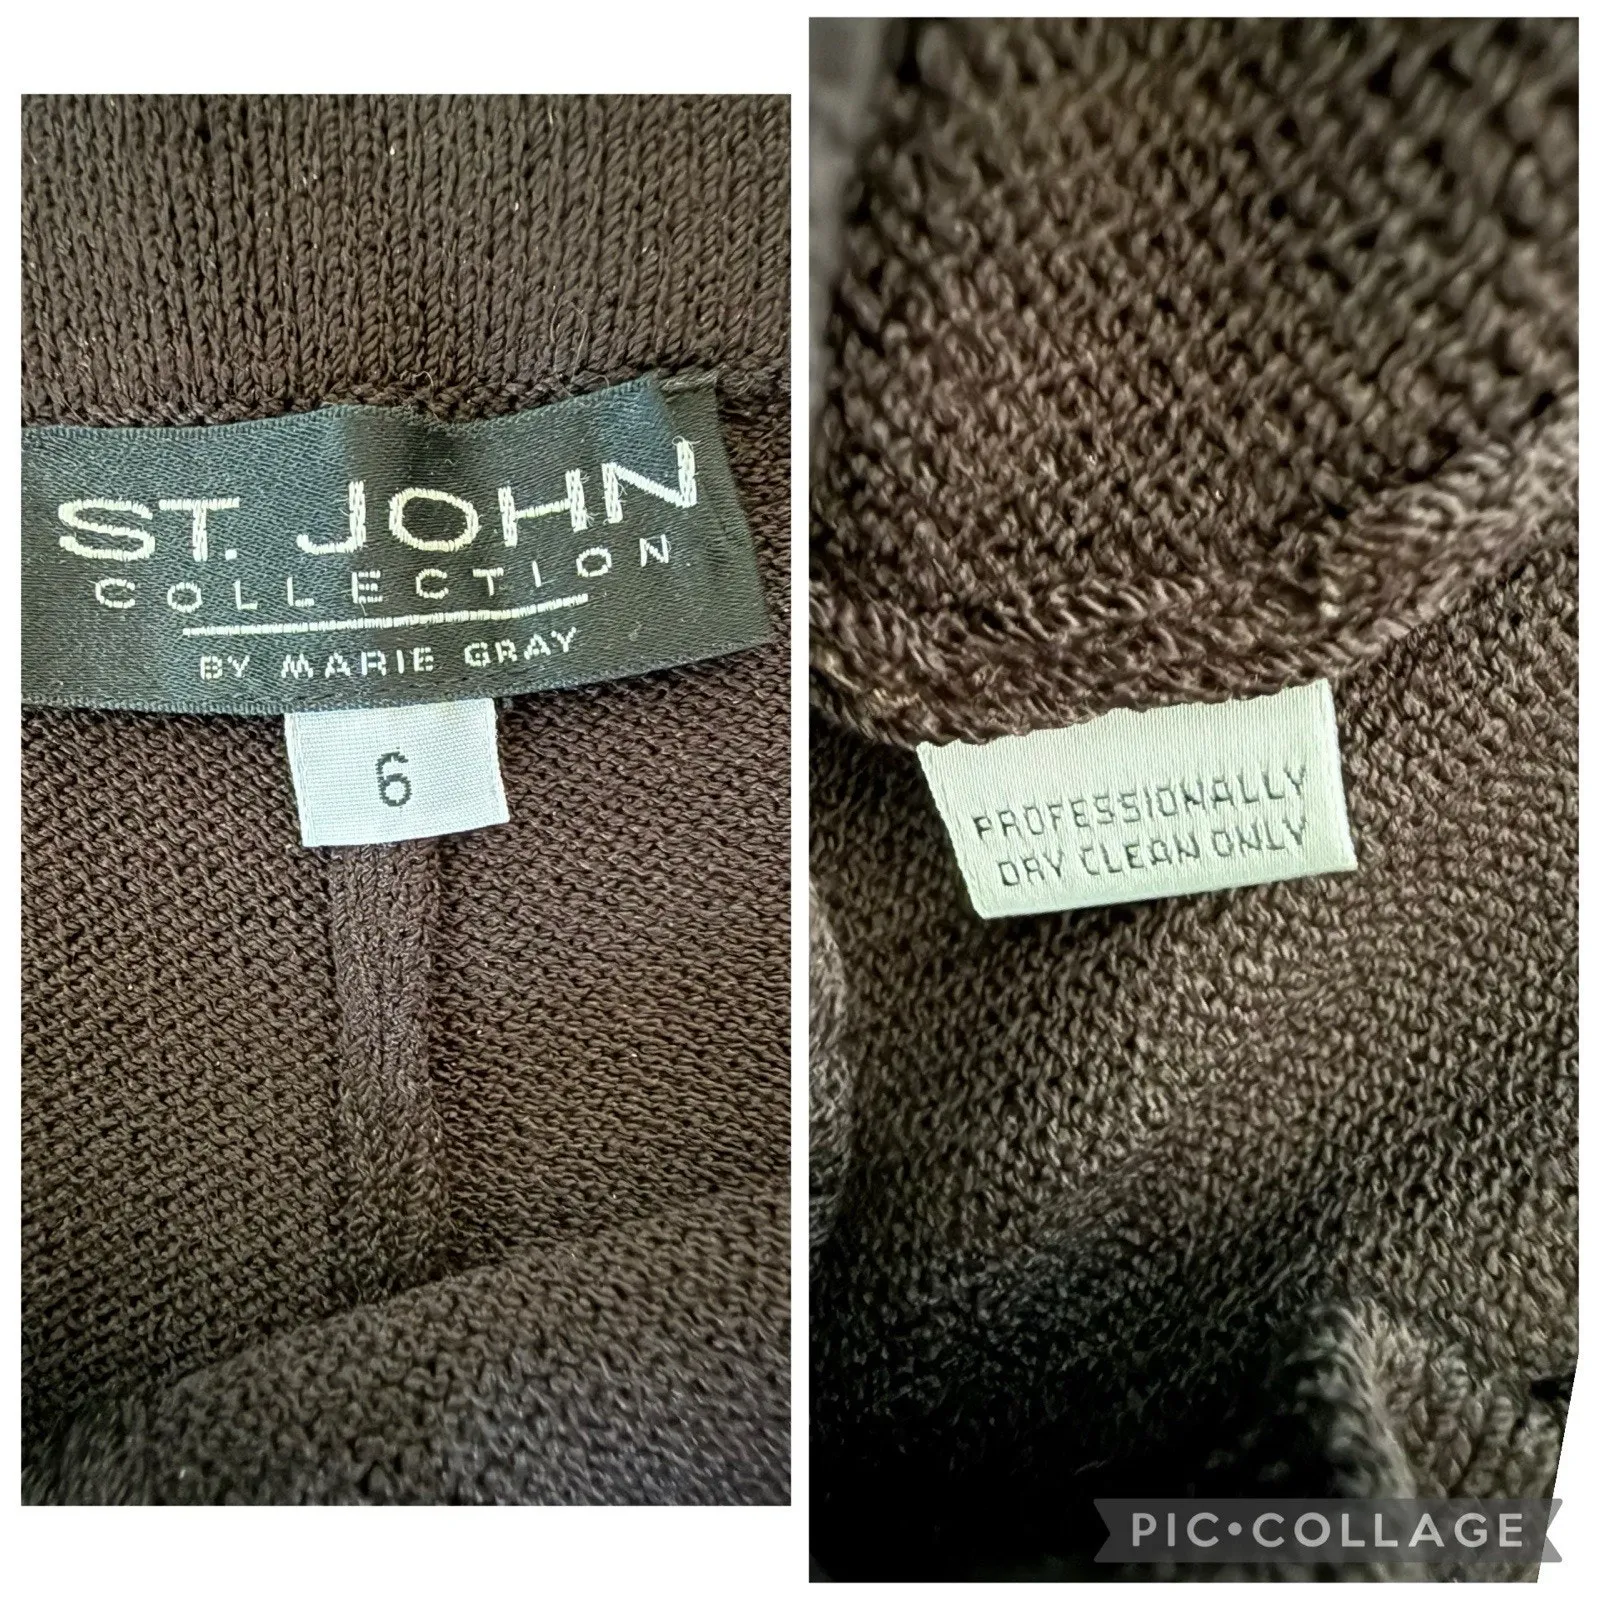 ST. JOHN
COLLECTION
BY MARIE GRAY
6
PROFESSIONALLY
DRY CLEAN ONLY
PIC•COLLAGE